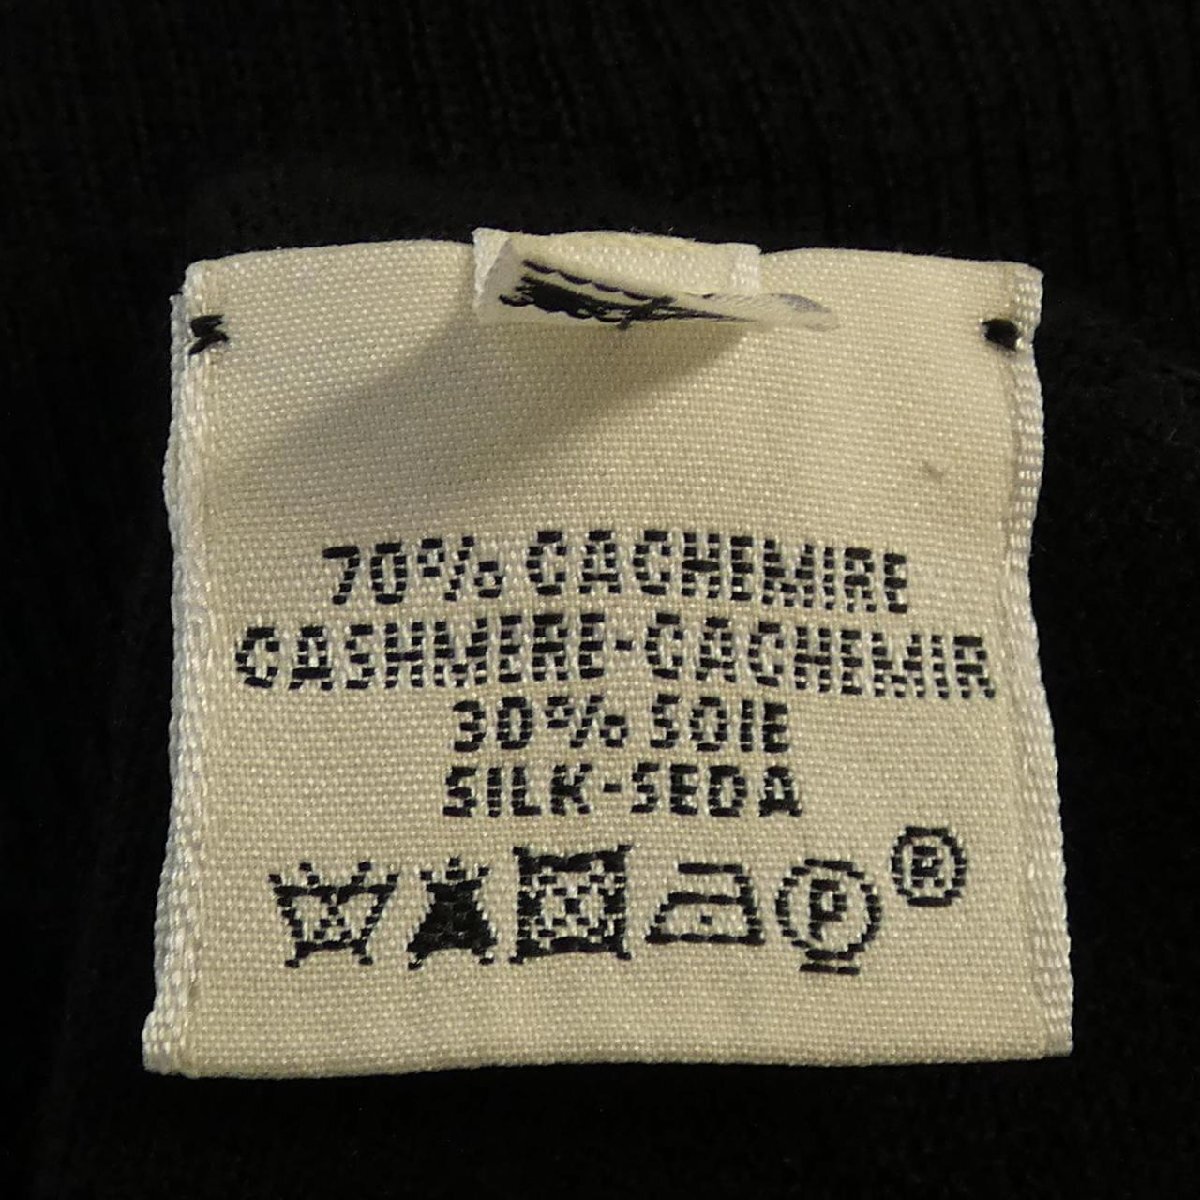 70% CACHEMIRE
CASHMERE-CACHEMIR
30% SOIE
SILK-SEDA
P ®